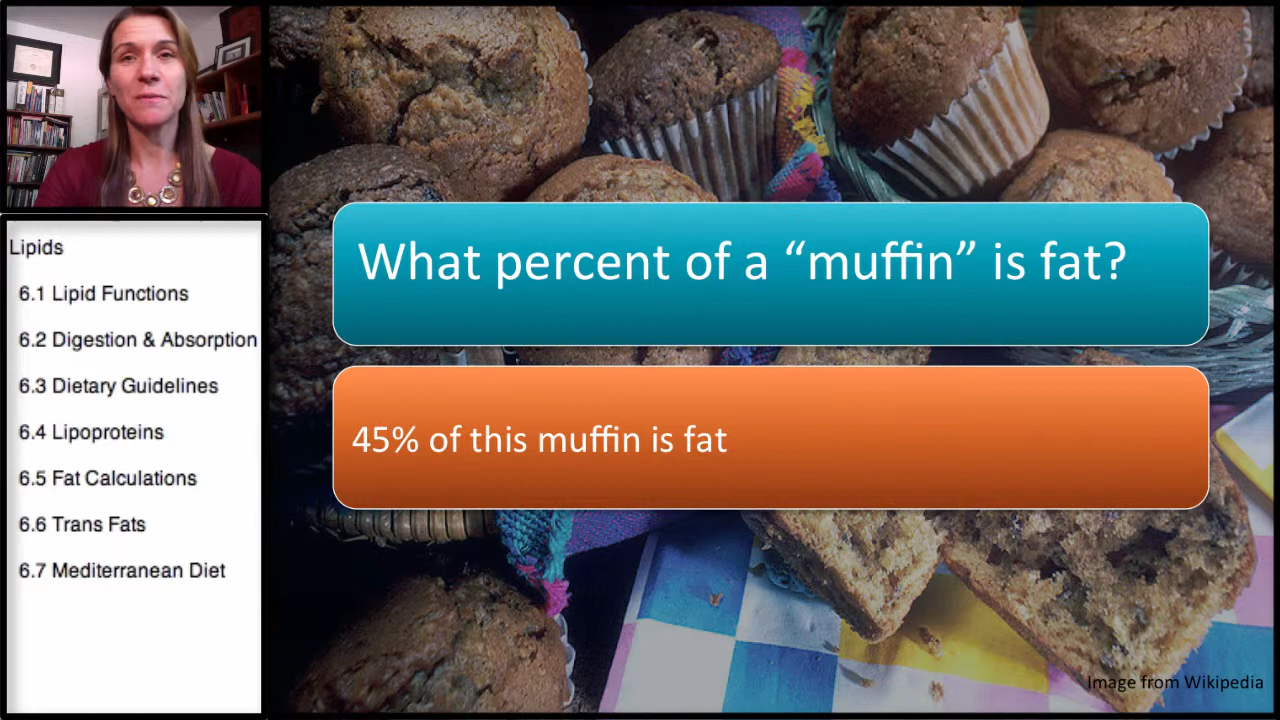 Lipids
6.1 Lipid Functions
6.2 Digestion & Absorption
6.3 Dietary Guidelines
6.4 Lipoproteins
6.5 Fat Calculations
6.6 Trans Fats
6.7 Mediterranean Diet
What percent of a “muffin” is fat?
45% of this muffin is fat
Image from Wikipedia